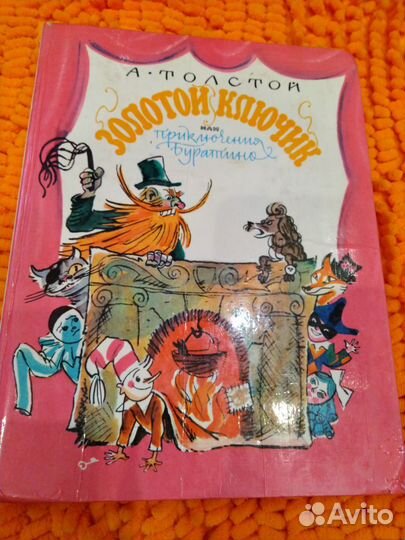 А·ТОЛСТОЙ
ЗОЛОТОЙ КЛЮЧИК
ИЛИ
приключения
Буратино
Avito